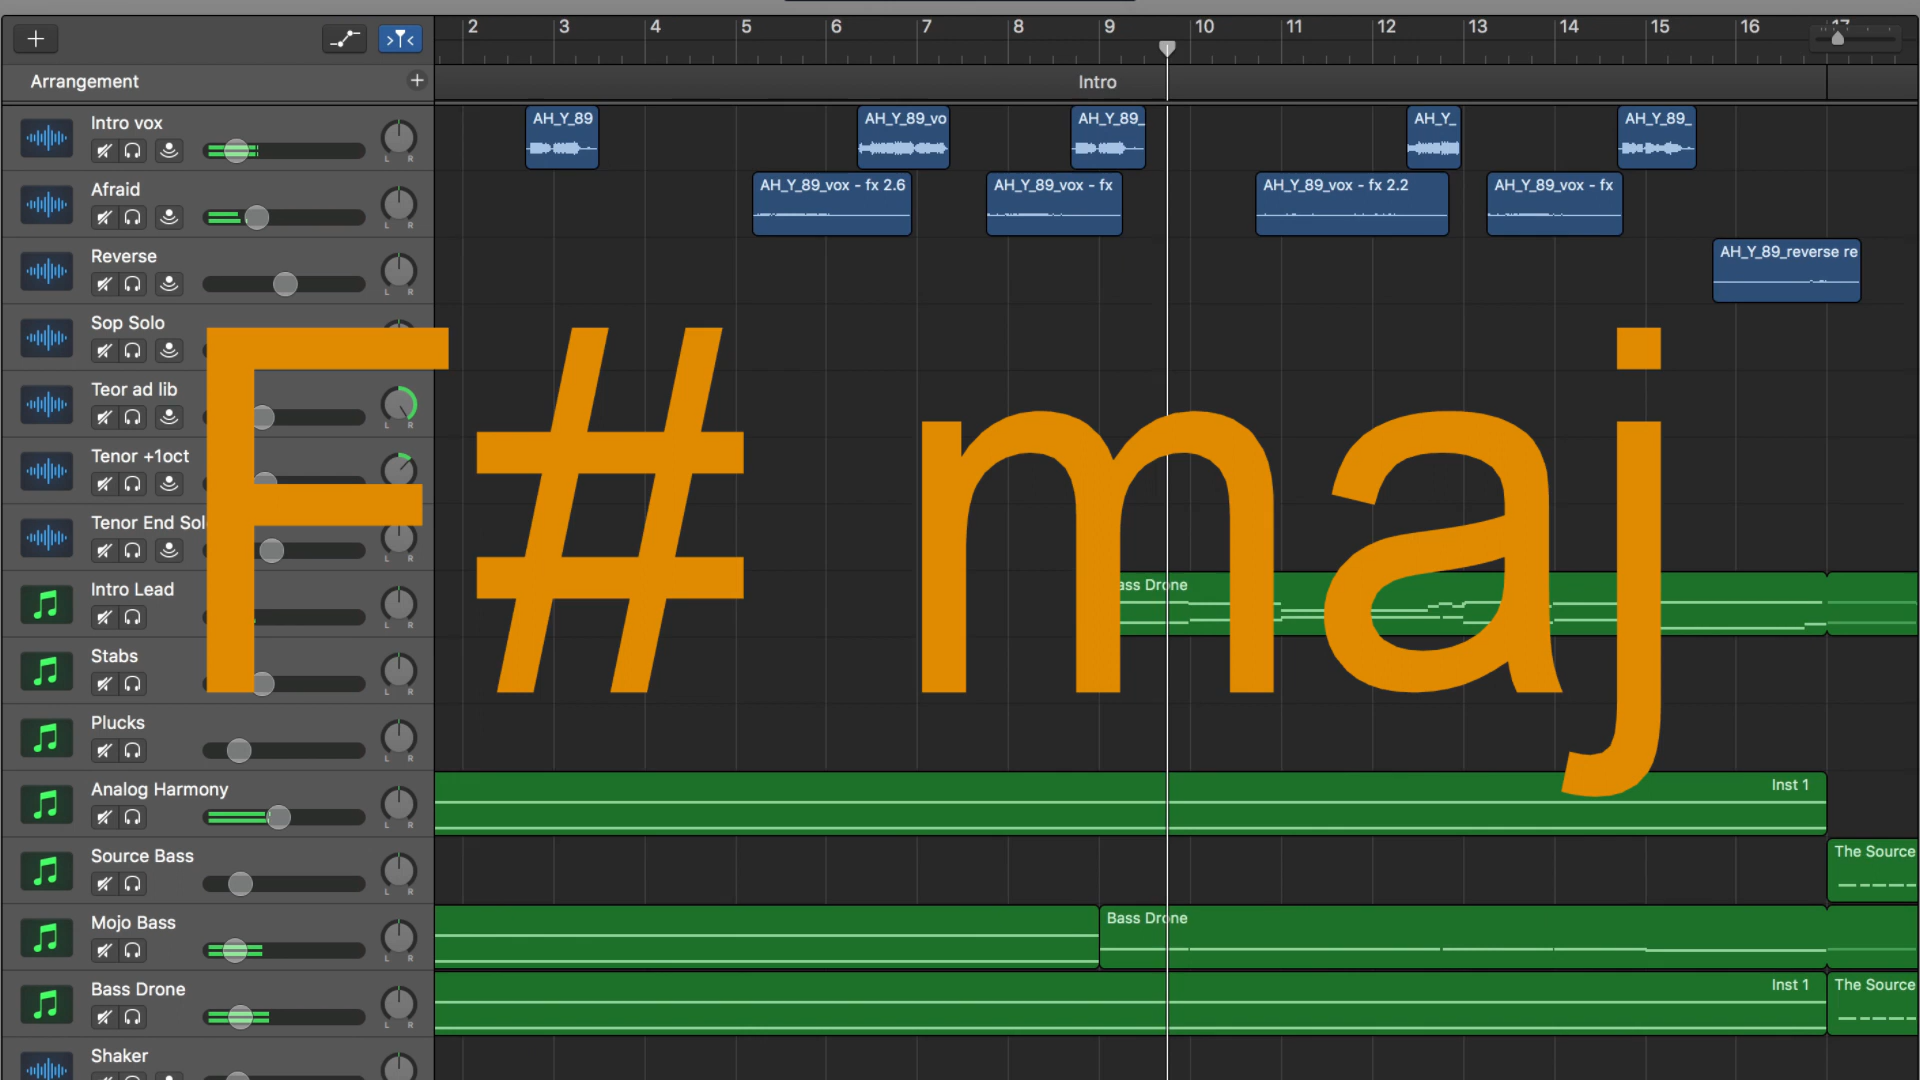 2 3 4 5 6 7 8 9 10 11 12 13 14 15 16 17
Arrangement
Intro
Intro vox
AH_Y_89
AH_Y_89_vo
AH_Y_89_
AH_Y_
AH_Y_89_
L R
Afraid
AH_Y_89_vox - fx 2.6
AH_Y_89_vox - fx
AH_Y_89_vox - fx 2.2
AH_Y_89_vox - fx
L R
Reverse
AH_Y_89_reverse re
L R
Sop Solo
F# maj
Teor ad lib
L R
Tenor +1oct
Tenor End Sol
L R
Intro Lead
ass Drone
L R
Stabs
L R
Plucks
L R
Analog Harmony
Inst 1
L R
Source Bass
The Source
L R
Mojo Bass
Bass Drone
L R
Bass Drone
Inst 1
The Source
L R
Shaker